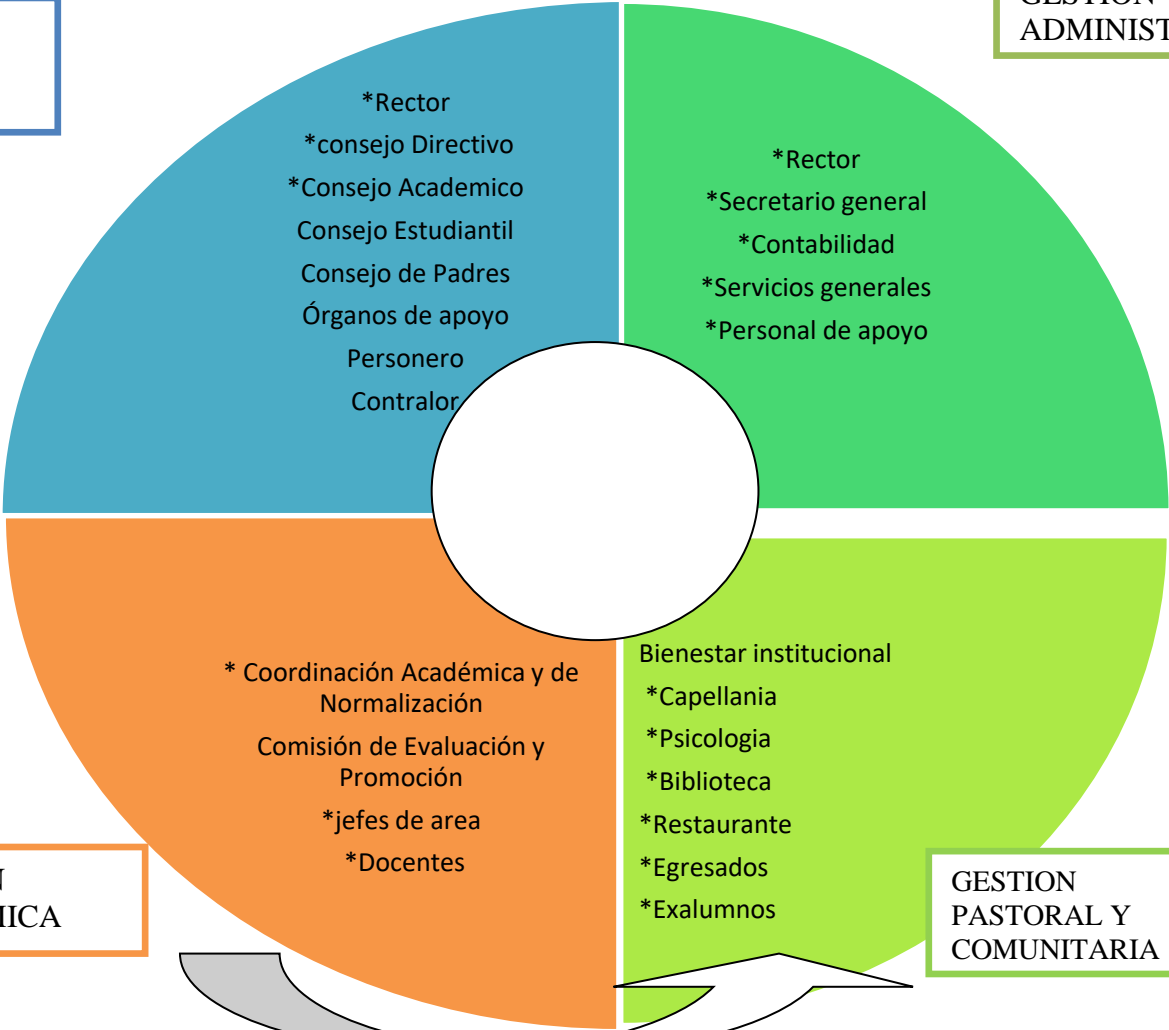 GESTION
ADMINIST
*Rector
*consejo Directivo
*Consejo Academico
Consejo Estudiantil
Consejo de Padres
Órganos de apoyo
Personero
Contralor
*Rector
*Secretario general
*Contabilidad
*Servicios generales
*Personal de apoyo
* Coordinación Académica y de
Normalización
Comisión de Evaluación y
Promoción
*jefes de area
*Docentes
Bienestar institucional
*Capellania
*Psicologia
*Biblioteca
*Restaurante
*Egresados
*Exalumnos
GESTION
PASTORAL Y
COMUNITARIA